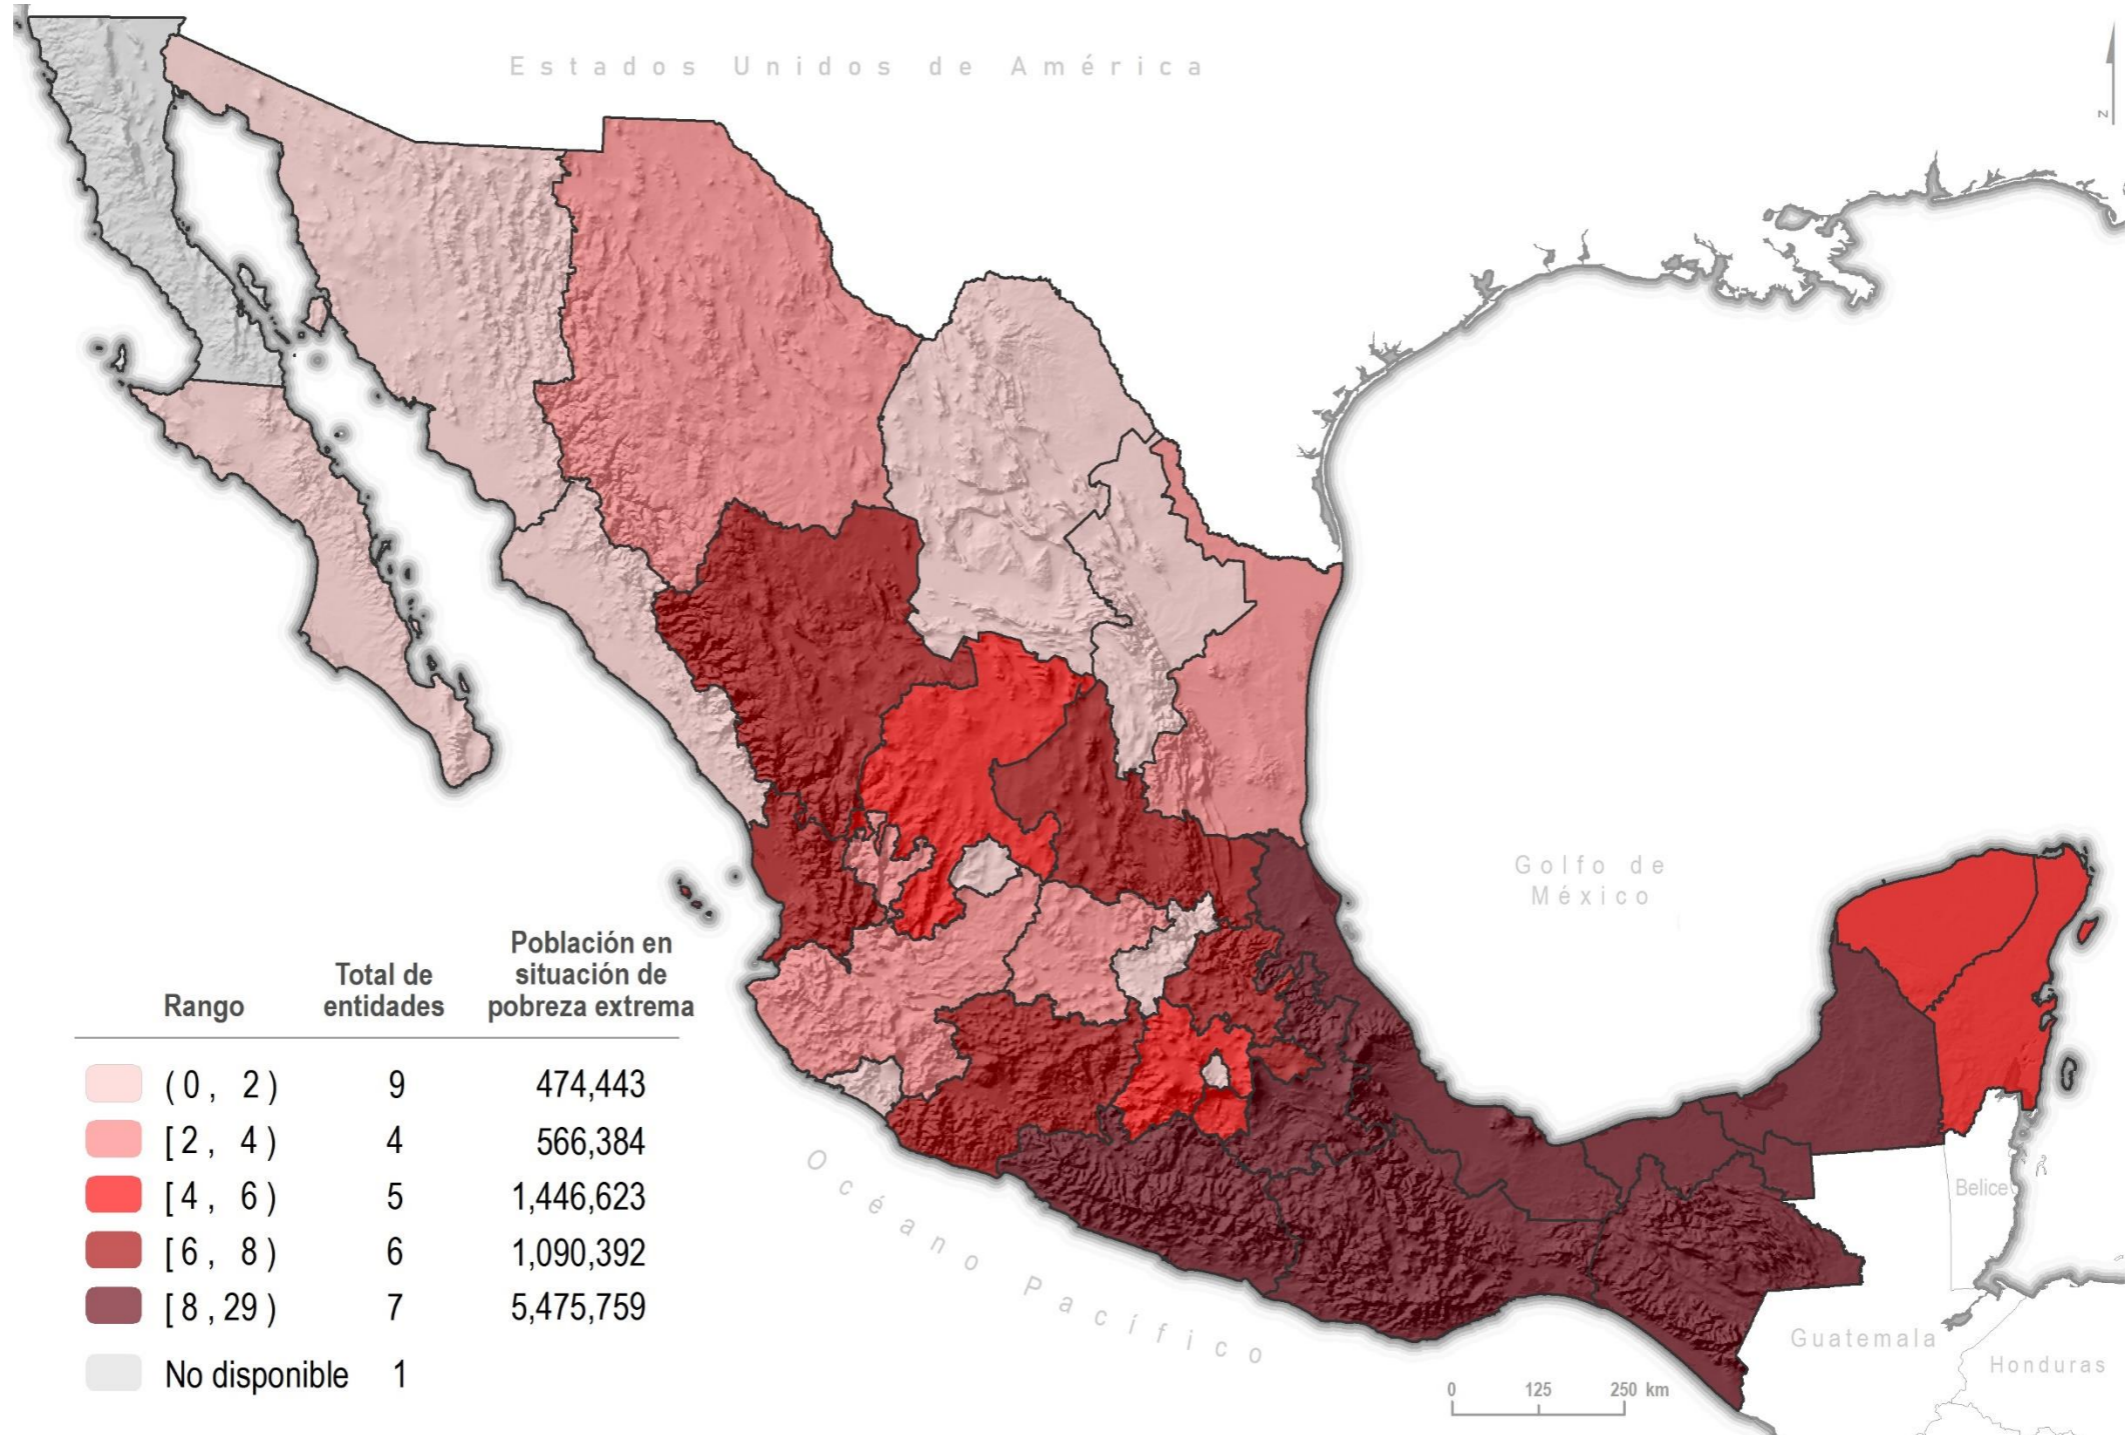 Estados Unidos de América
z
Golfo de
México
Rango
Total de
entidades
Población en
situación de
pobreza extrema
(0, 2) 9 474,443
[2, 4) 4 566,384
[4, 6) 5 1,446,623
[6, 8) 6 1,090,392
[8,29) 7 5,475,759
No disponible 1
Océano Pacífico
Belice
Guatemala
Honduras
0 125 250 km